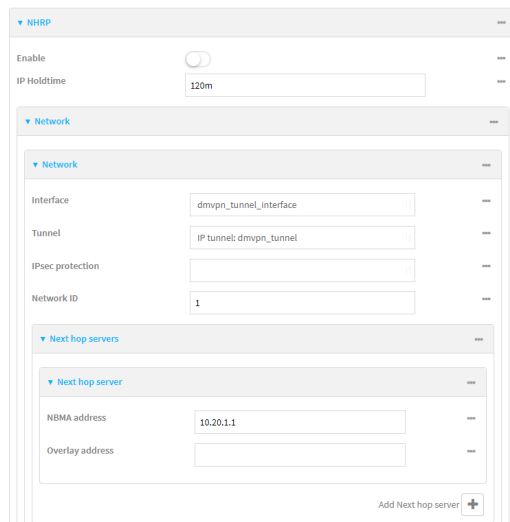 NHRP
Enable
IP Holdtime 120m
Network
Network
Interface dmvpn_tunnel_interface
Tunnel IP tunnel: dmvpn_tunnel
IPsec protection
Network ID 1
Next hop servers
Next hop server
NBMA address 10.20.1.1
Overlay address
Add Next hop server